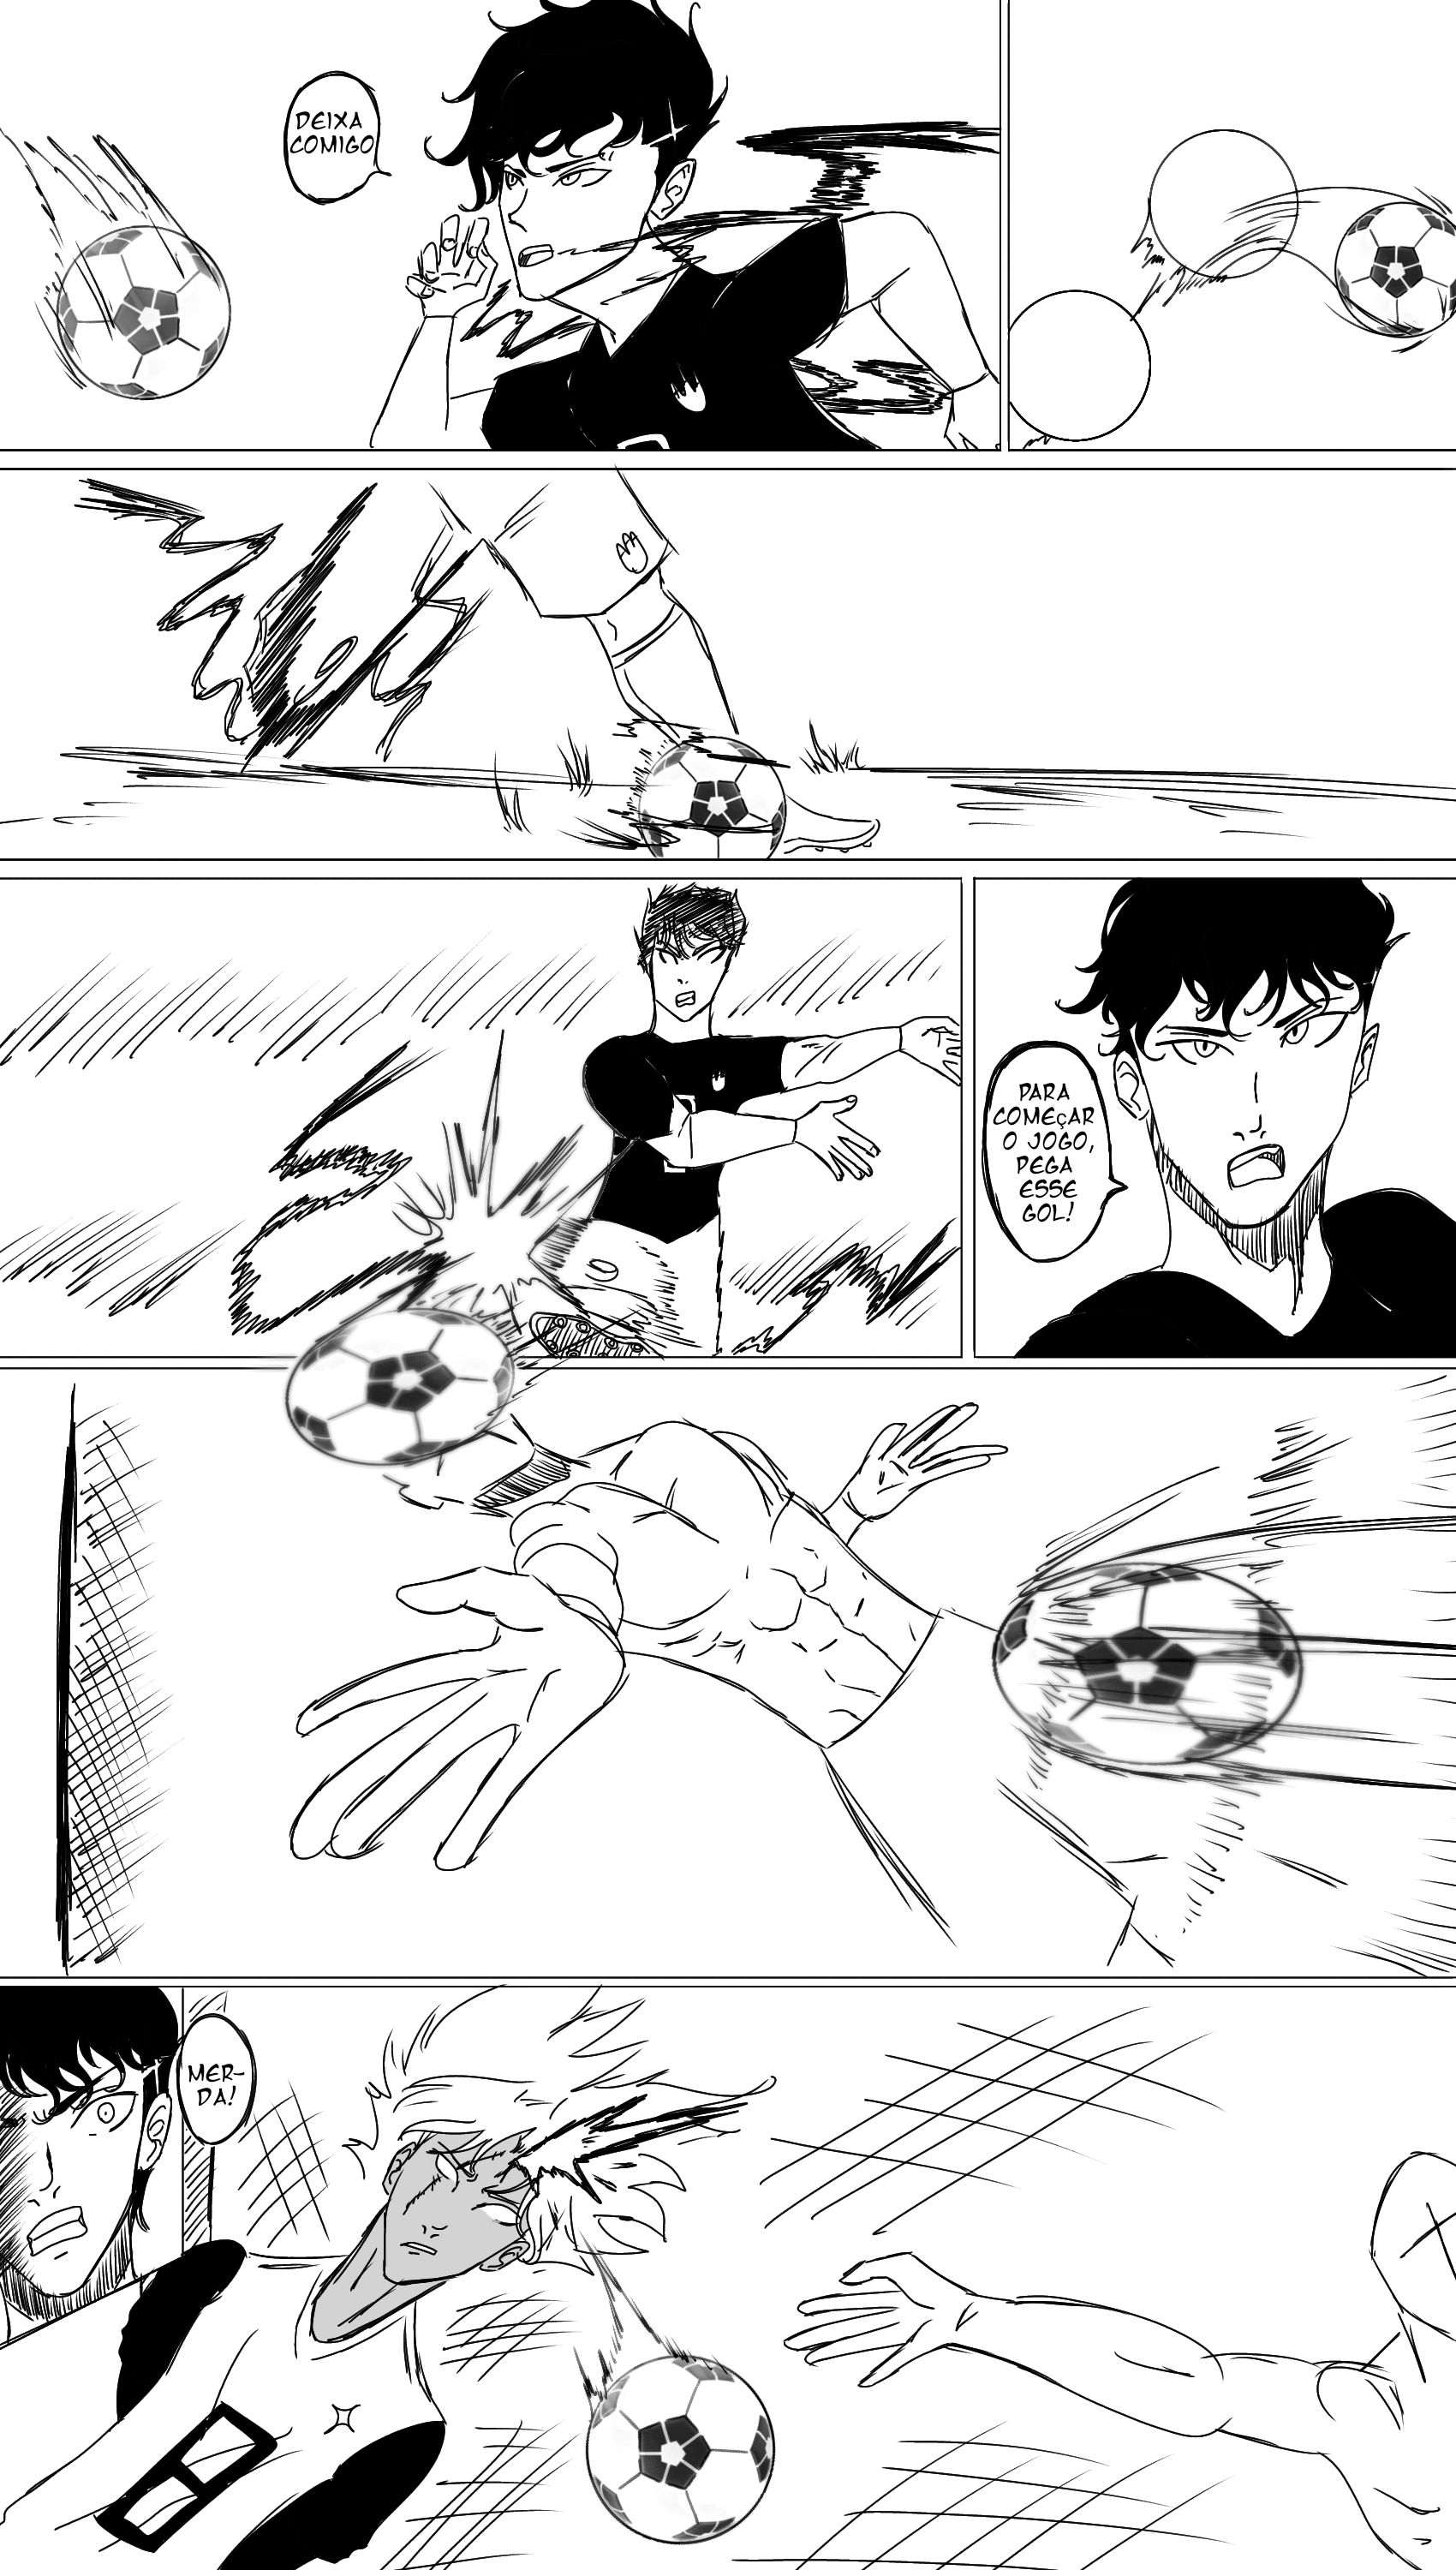 DEIXA
COMIGO
PARA
COMEÇAR
O JOGO,
PEGA
ESSE
GOL!
MER-
DA!